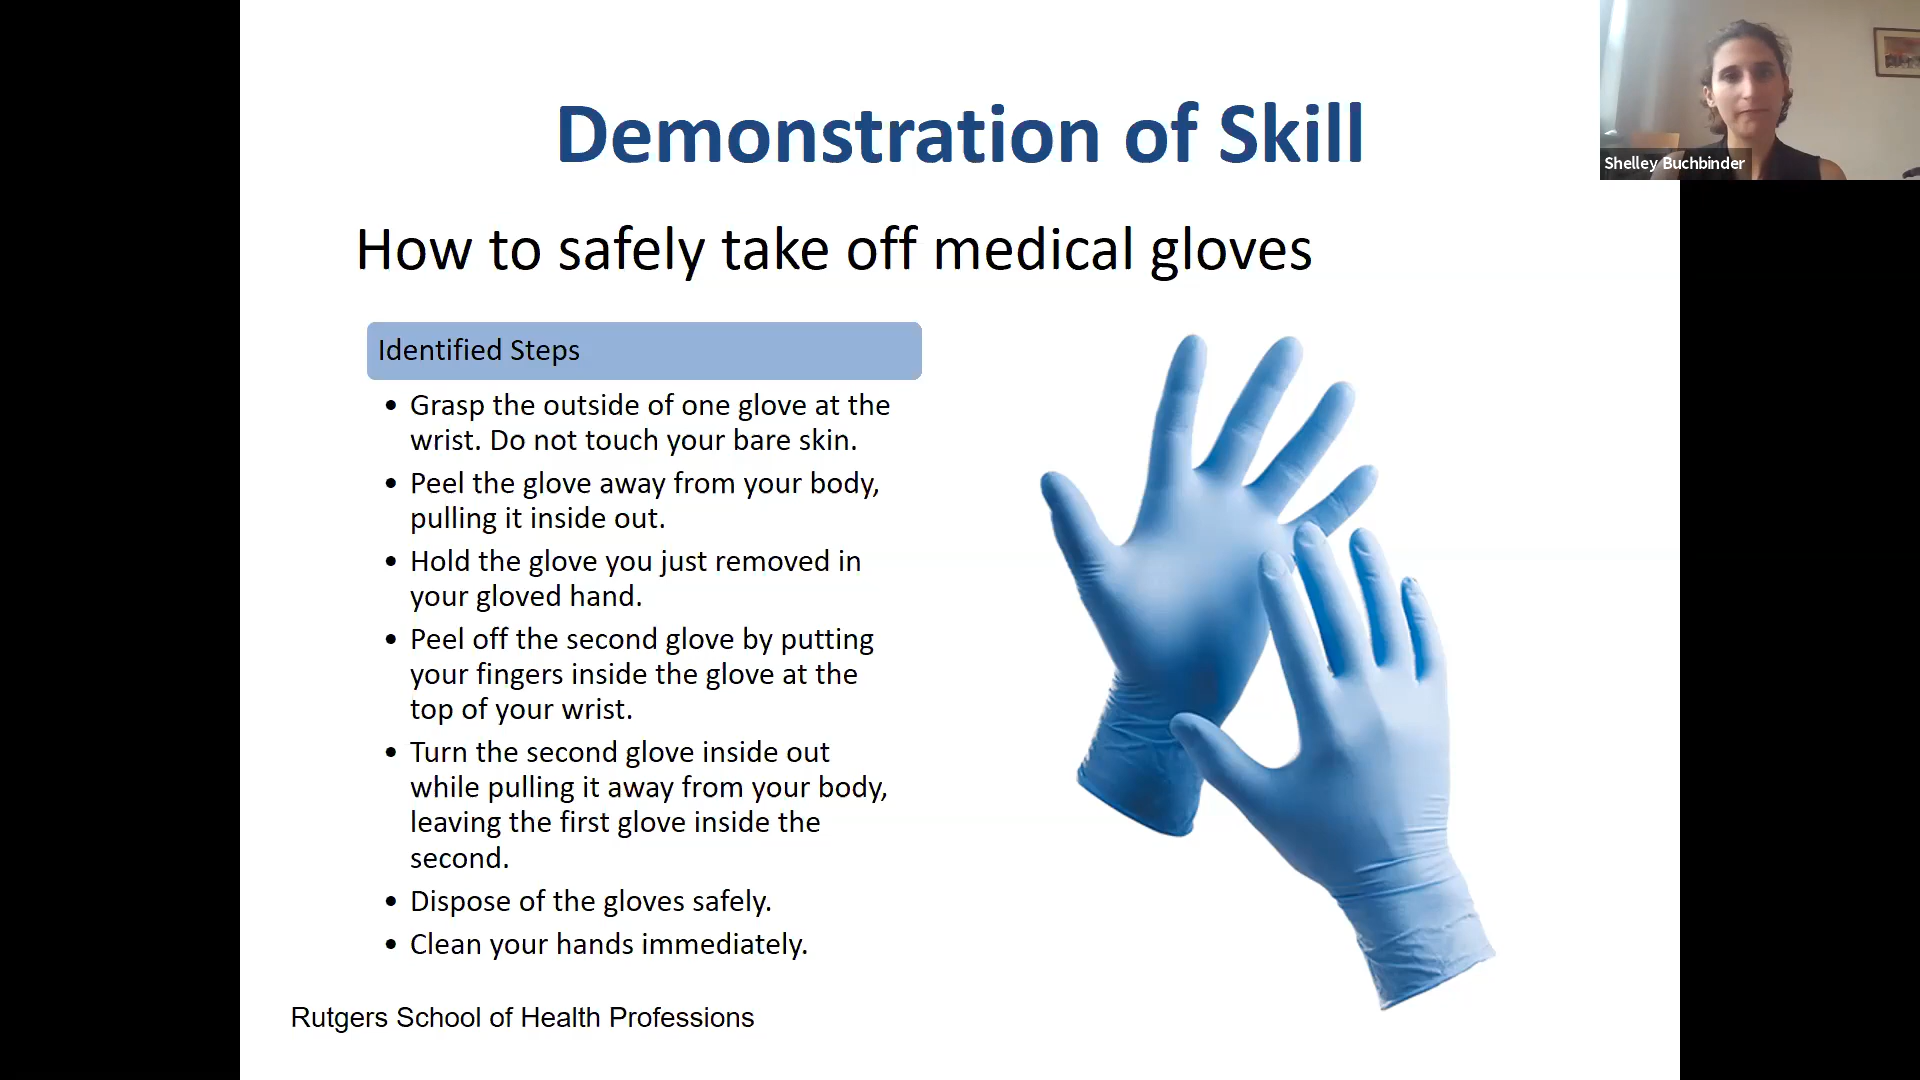 Demonstration of Skill
Shelley Buchbinder
How to safely take off medical gloves
Identified Steps
• Grasp the outside of one glove at the
wrist. Do not touch your bare skin.
• Peel the glove away from your body,
pulling it inside out.
• Hold the glove you just removed in
your gloved hand.
• Peel off the second glove by putting
your fingers inside the glove at the
top of your wrist.
• Turn the second glove inside out
while pulling it away from your body,
leaving the first glove inside the
second.
• Dispose of the gloves safely.
• Clean your hands immediately.
Rutgers School of Health Professions